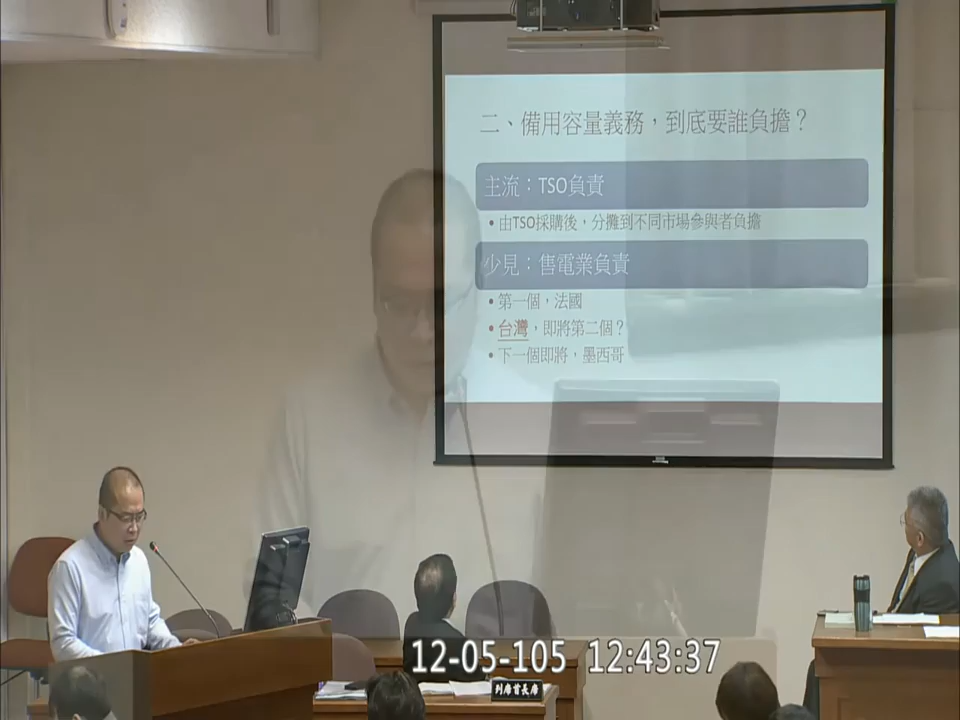 二、備用容量義務，到底要誰負擔？
主流：TSO負責
•由TSO採購後，分攤到不同市場參與者負擔
少見：售電業負責
•第一個，法國
•台灣，即將第二個？
•下一個即將，墨西哥
12-05-105 12:43:37
列席首長席